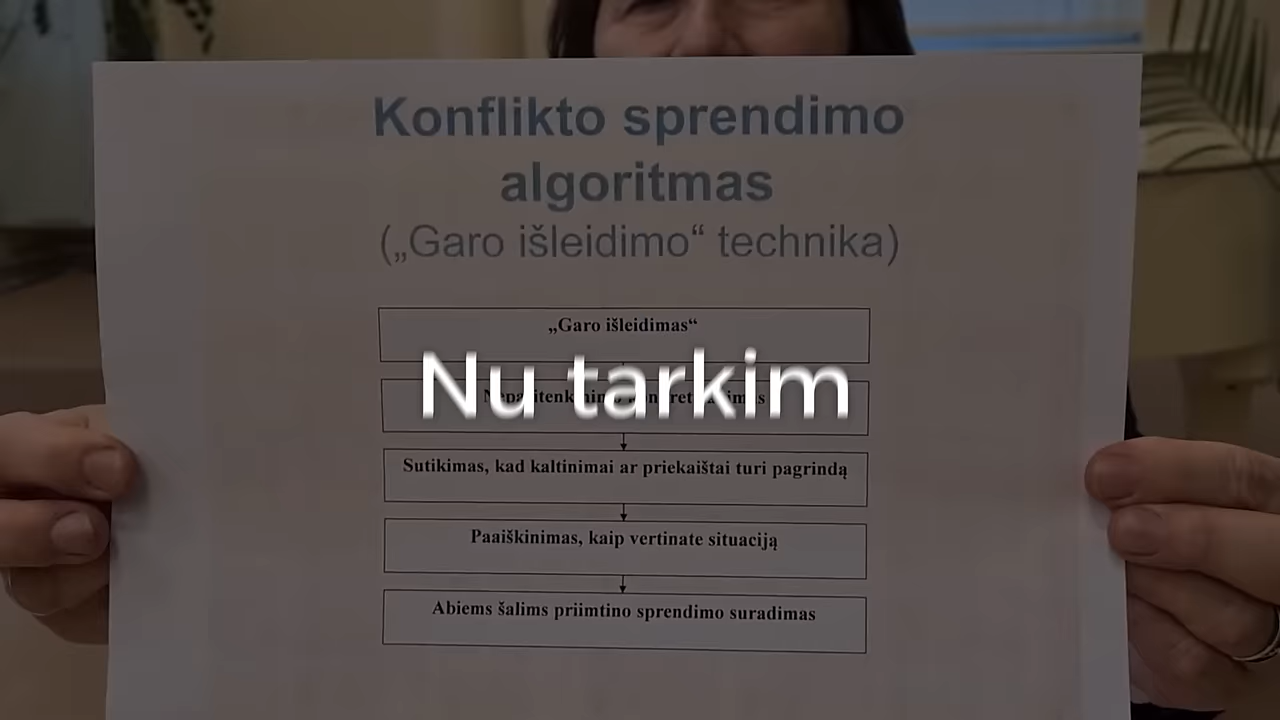 Konflikto sprendimo
algoritmas
(„Garo išleidimo“ technika)
„Garo išleidimas“
Nu tarkim
Sutikimas, kad kaltinimai ar priekaištai turi pagrindą
Paaiškinimas, kaip vertinate situaciją
Abiems šalims priimtino sprendimo suradimas